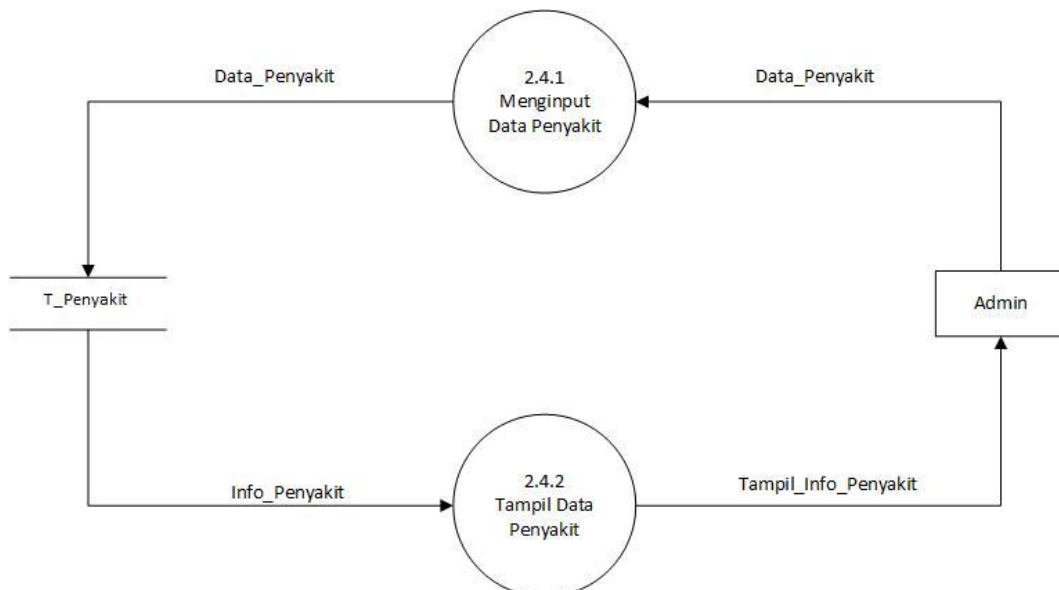 Data_Penyakit
2.4.1
Menginput
Data Penyakit
Data_Penyakit
T_Penyakit
Admin
Info_Penyakit
2.4.2
Tampil Data
Penyakit
Tampil_Info_Penyakit